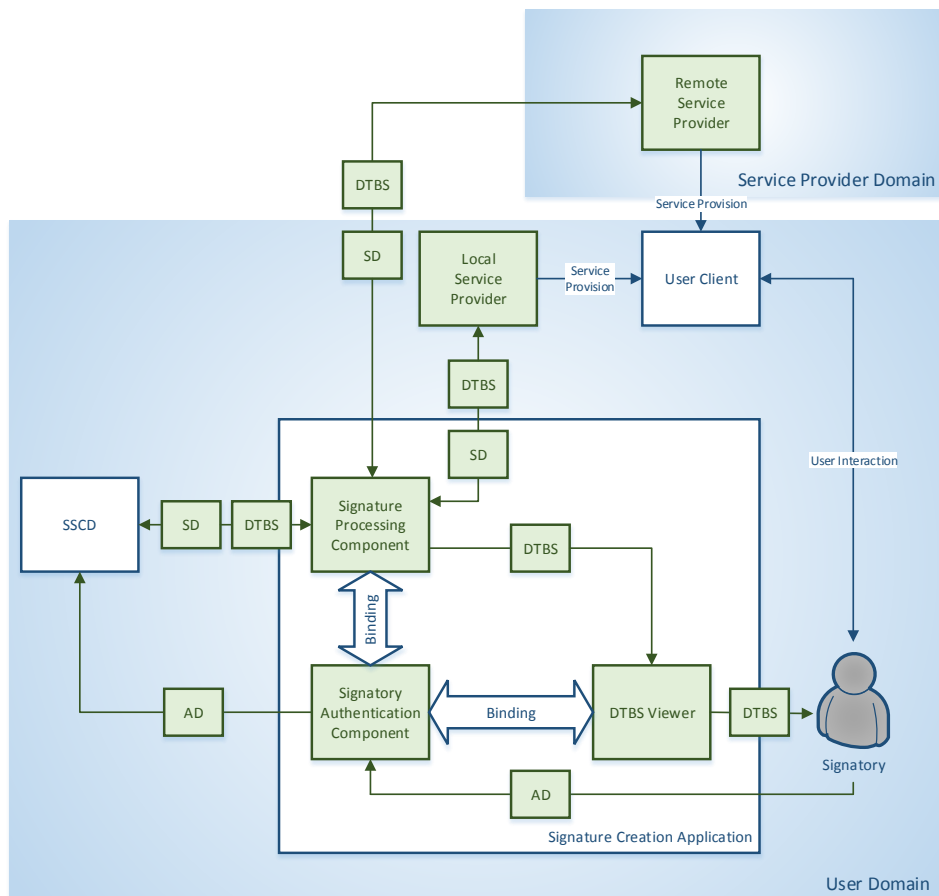 Remote
Service
Provider
Service Provider Domain
DTBS
Service Provision
SD
Local
Service
Provider
Service
Provision
User Client
DTBS
SD
User Interaction
SSCD
SD
DTBS
Signature
Processing
Component
DTBS
Binding
AD
Signatory
Authentication
Component
Binding
DTBS Viewer
DTBS
Signatory
AD
Signature Creation Application
User Domain